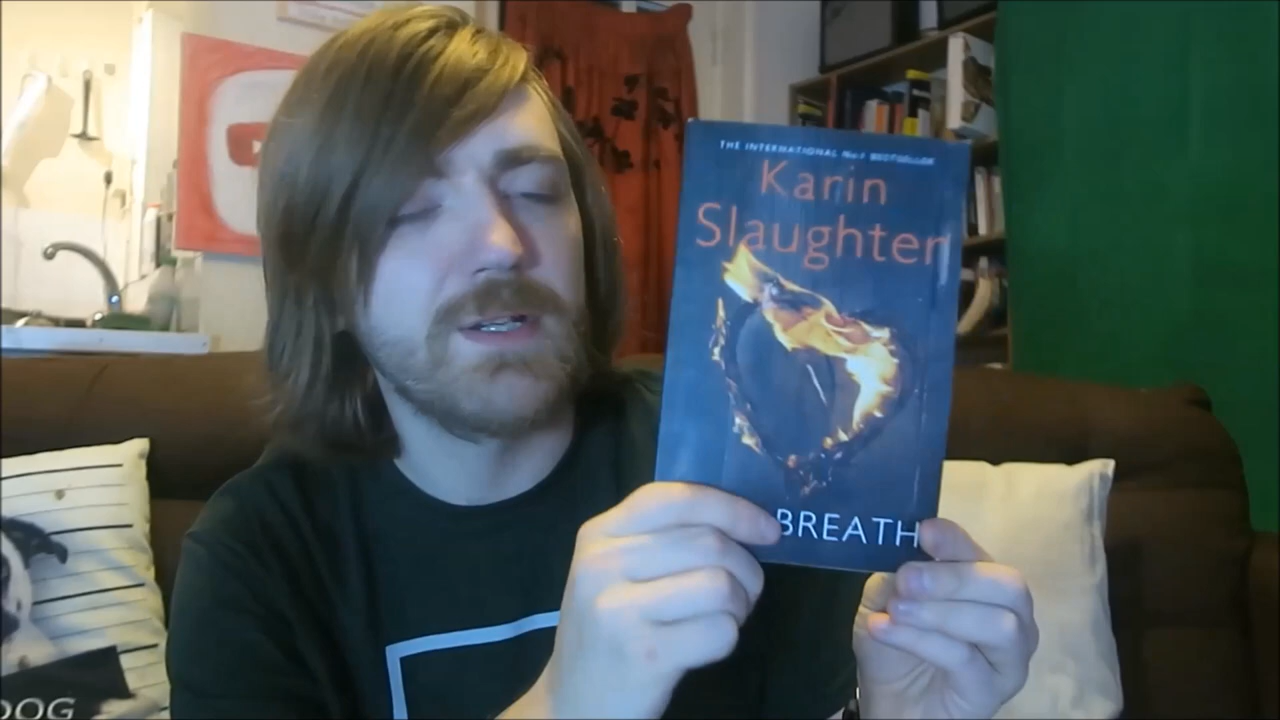 THE INTERNATIONAL No.1 BESTSELLER
Karin
Slaughter
BREATH
DOG